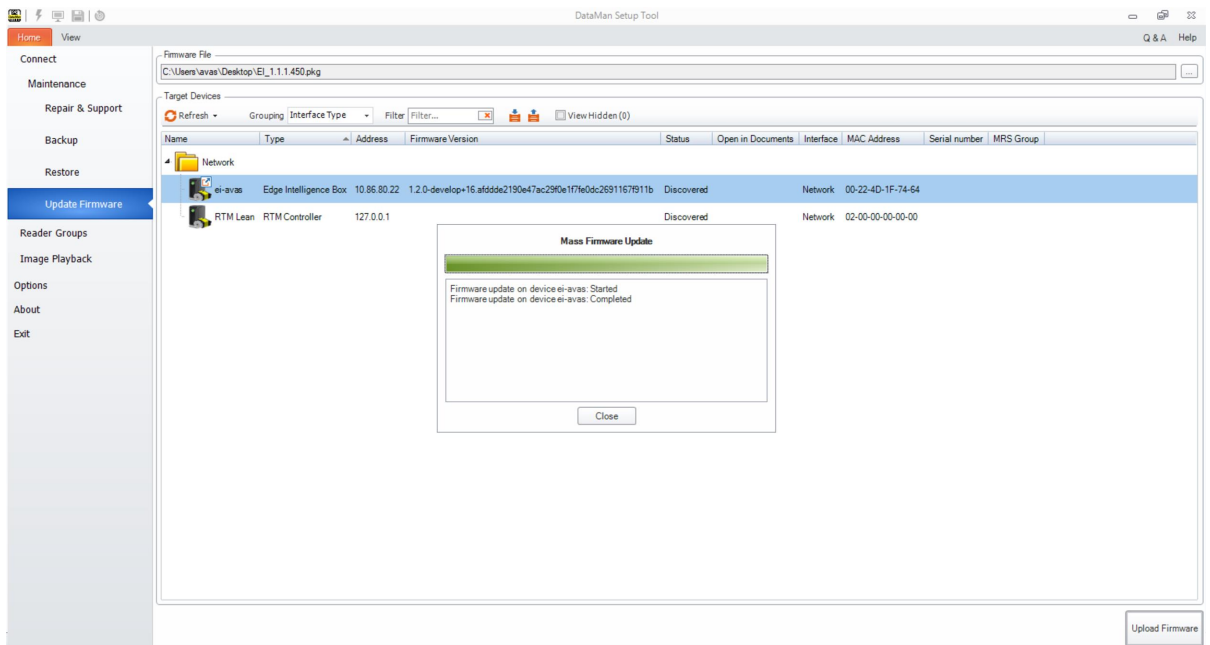 DataMan Setup Tool
Home View Q & A Help
Connect
Maintenance
Repair & Support
Backup
Restore
Update Firmware
Reader Groups
Image Playback
Options
About
Exit
Firmware File
C:\Users\avas\Desktop\EI_1.1.1.450.pkg ...
Target Devices
Refresh Grouping Interface Type Filter Filter... View Hidden (0)
Name Type Address Firmware Version Status Open in Documents Interface MAC Address Serial number MRS Group
Network
ei-avas Edge Intelligence Box 10.86.80.22 1.2.0-develop+16.afddde2190e47ac29f0e1f7fe0dc2691167f911b Discovered Network 00-22-4D-1F-74-64
RTM Lean RTM Controller 127.0.0.1 Discovered Network 02-00-00-00-00-00
Mass Firmware Update
Firmware update on device ei-avas: Started
Firmware update on device ei-avas: Completed
Close
Upload Firmware